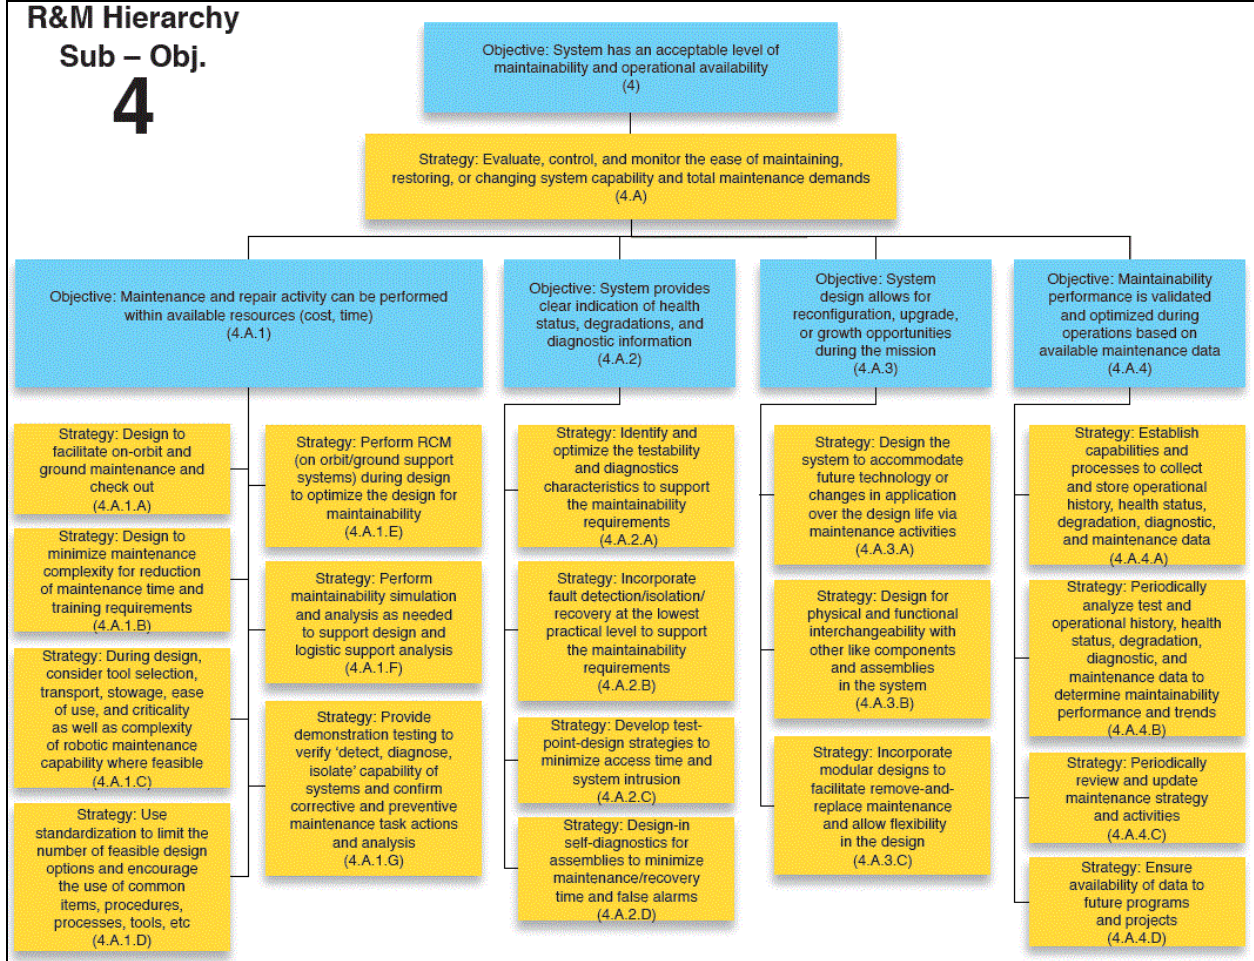 R&M Hierarchy
Sub – Obj.
4
Objective: System has an acceptable level of
maintainability and operational availability
(4)
Strategy: Evaluate, control, and monitor the ease of maintaining,
restoring, or changing system capability and total maintenance demands
(4.A)
Objective: Maintenance and repair activity can be performed
within available resources (cost, time)
(4.A.1)
Strategy: Design to
facilitate on-orbit and
ground maintenance and
check out
(4.A.1.A)
Strategy: Design to
minimize maintenance
complexity for reduction
of maintenance time and
training requirements
(4.A.1.B)
Strategy: During design,
consider tool selection,
transport, stowage, ease
of use, and criticality
as well as complexity
of robotic maintenance
capability where feasible
(4.A.1.C)
Strategy: Use
standardization to limit the
number of feasible design
options and encourage
the use of common
items, procedures,
processes, tools, etc
(4.A.1.D)
Strategy: Perform RCM
(on orbit/ground support
systems) during design
to optimize the design for
maintainability
(4.A.1.E)
Strategy: Perform
maintainability simulation
and analysis as needed
to support design and
logistic support analysis
(4.A.1.F)
Strategy: Provide
demonstration testing to
verify ‘detect, diagnose,
isolate’ capability of
systems and confirm
corrective and preventive
maintenance task actions
and analysis
(4.A.1.G)
Objective: System provides
clear indication of health
status, degradations, and
diagnostic information
(4.A.2)
Strategy: Identify and
optimize the testability
and diagnostics
characteristics to support
the maintainability
requirements
(4.A.2.A)
Strategy: Incorporate
fault detection/isolation/
recovery at the lowest
practical level to support
the maintainability
requirements
(4.A.2.B)
Strategy: Develop test-
point-design strategies to
minimize access time and
system intrusion
(4.A.2.C)
Strategy: Design-in
self-diagnostics for
assemblies to minimize
maintenance/recovery
time and false alarms
(4.A.2.D)
Objective: System
design allows for
reconfiguration, upgrade,
or growth opportunities
during the mission
(4.A.3)
Strategy: Design the
system to accommodate
future technology or
changes in application
over the design life via
maintenance activities
(4.A.3.A)
Strategy: Design for
physical and functional
interchangeability with
other like components
and assemblies
in the system
(4.A.3.B)
Strategy: Incorporate
modular designs to
facilitate remove-and-
replace maintenance
and allow flexibility
in the design
(4.A.3.C)
Objective: Maintainability
performance is validated
and optimized during
operations based on
available maintenance data
(4.A.4)
Strategy: Establish
capabilities and
processes to collect
and store operational
history, health status,
degradation, diagnostic,
and maintenance data
(4.A.4.A)
Strategy: Periodically
analyze test and
operational history, health
status, degradation,
diagnostic, and
maintenance data to
determine maintainability
performance and trends
(4.A.4.B)
Strategy: Periodically
review and update
maintenance strategy
and activities
(4.A.4.C)
Strategy: Ensure
availability of data to
future programs
and projects
(4.A.4.D)